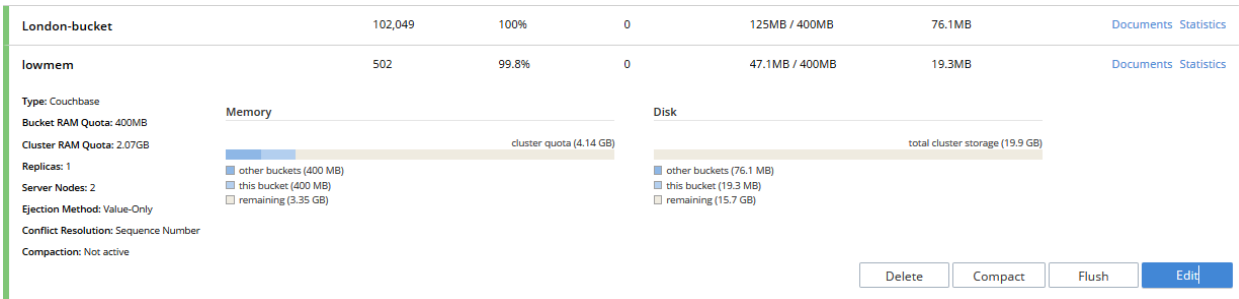 London-bucket 102,049 100% 0 125MB / 400MB 76.1MB Documents Statistics
lowmem 502 99.8% 0 47.1MB / 400MB 19.3MB Documents Statistics
Type: Couchbase
Bucket RAM Quota: 400MB
Cluster RAM Quota: 2.07GB
Replicas: 1
Server Nodes: 2
Ejection Method: Value-Only
Conflict Resolution: Sequence Number
Compaction: Not active
Memory
cluster quota (4.14 GB)
other buckets (400 MB)
this bucket (400 MB)
remaining (3.35 GB)
Disk
total cluster storage (19.9 GB)
other buckets (76.1 MB)
this bucket (19.3 MB)
remaining (15.7 GB)
Delete Compact Flush Edit